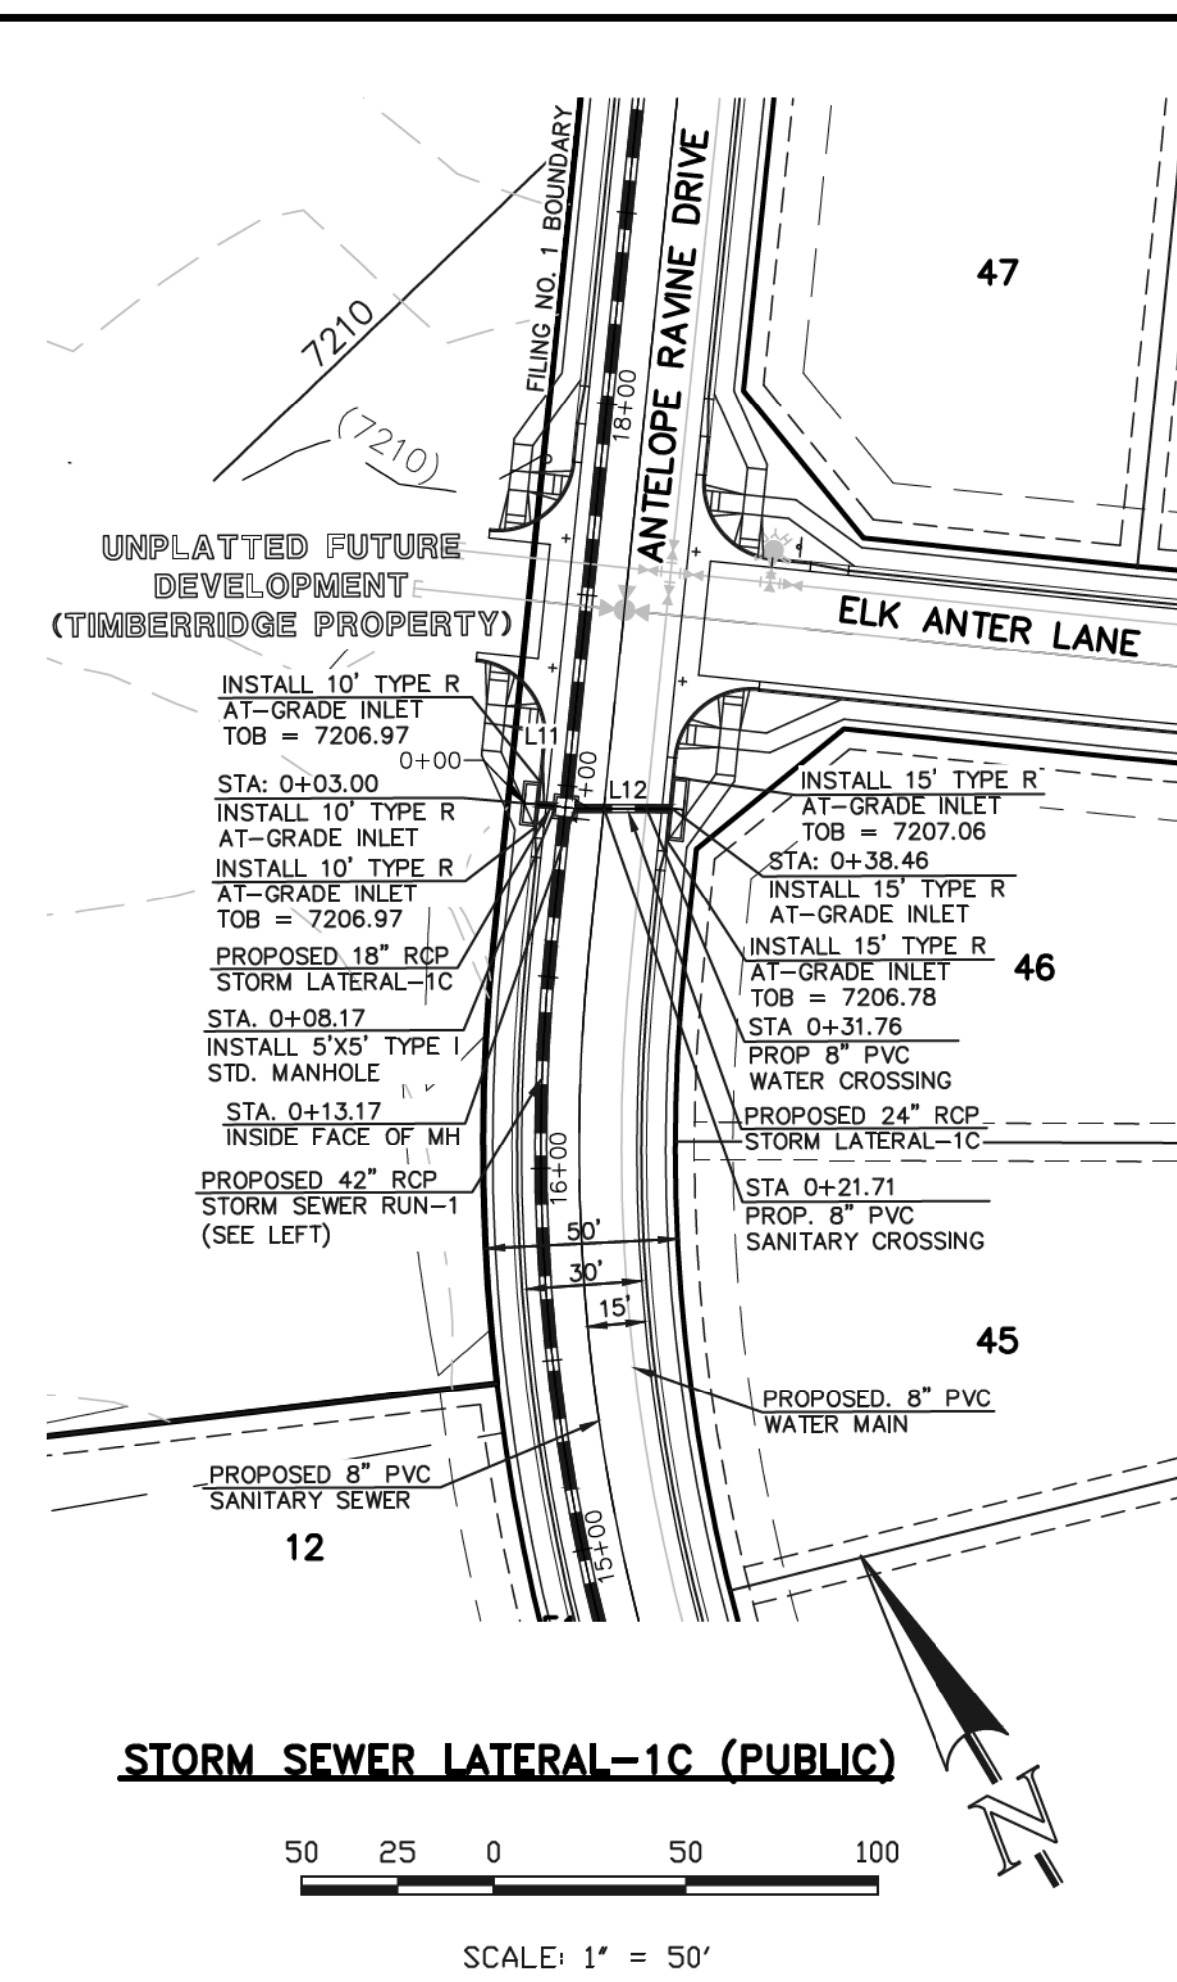 FILING NO. 1 BOUNDARY
ANTELOPE RAVINE DRIVE
47
7210
(7210)
18+00
UNPLATTED FUTURE
DEVELOPMENT
(TIMBERRIDGE PROPERTY)
ELK ANTER LANE
INSTALL 10' TYPE R
AT-GRADE INLET
TOB = 7206.97
L11
0+00
+00
L12
STA: 0+03.00
INSTALL 10' TYPE R
AT-GRADE INLET
INSTALL 10' TYPE R
AT-GRADE INLET
TOB = 7206.97
PROPOSED 18" RCP
STORM LATERAL-1C
STA. 0+08.17
INSTALL 5'X5' TYPE I
STD. MANHOLE
STA. 0+13.17
INSIDE FACE OF MH
PROPOSED 42" RCP
STORM SEWER RUN-1
(SEE LEFT)
INSTALL 15' TYPE R
AT-GRADE INLET
TOB = 7207.06
STA: 0+38.46
INSTALL 15' TYPE R
AT-GRADE INLET
INSTALL 15' TYPE R
AT-GRADE INLET
TOB = 7206.78
46
STA 0+31.76
PROP 8" PVC
WATER CROSSING
PROPOSED 24" RCP
STORM LATERAL-1C
STA 0+21.71
PROP. 8" PVC
SANITARY CROSSING
16+00
50'
30'
15'
45
PROPOSED. 8" PVC
WATER MAIN
PROPOSED 8" PVC
SANITARY SEWER
12
15+00
STORM SEWER LATERAL-1C (PUBLIC)
N
50 25 0 50 100
SCALE: 1" = 50'